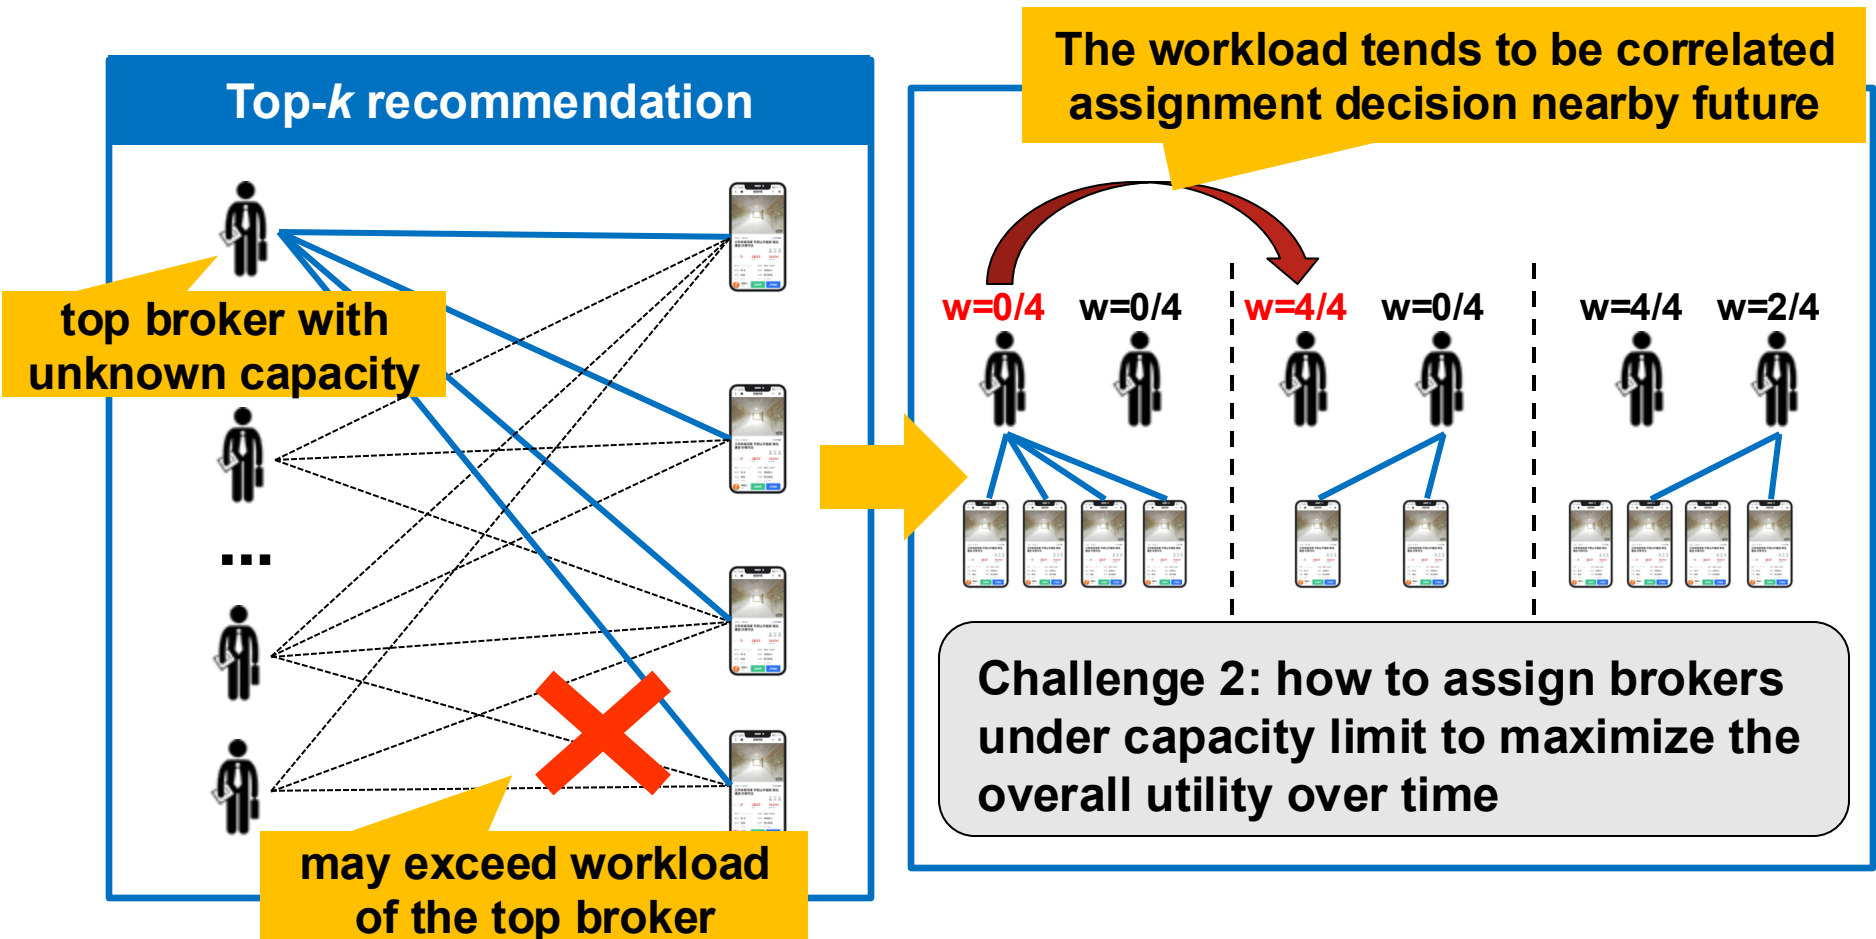 Top-k recommendation
top broker with
unknown capacity
...
may exceed workload
of the top broker
The workload tends to be correlated
assignment decision nearby future
w=0/4 w=0/4 w=4/4 w=0/4 w=4/4 w=2/4
Challenge 2: how to assign brokers
under capacity limit to maximize the
overall utility over time